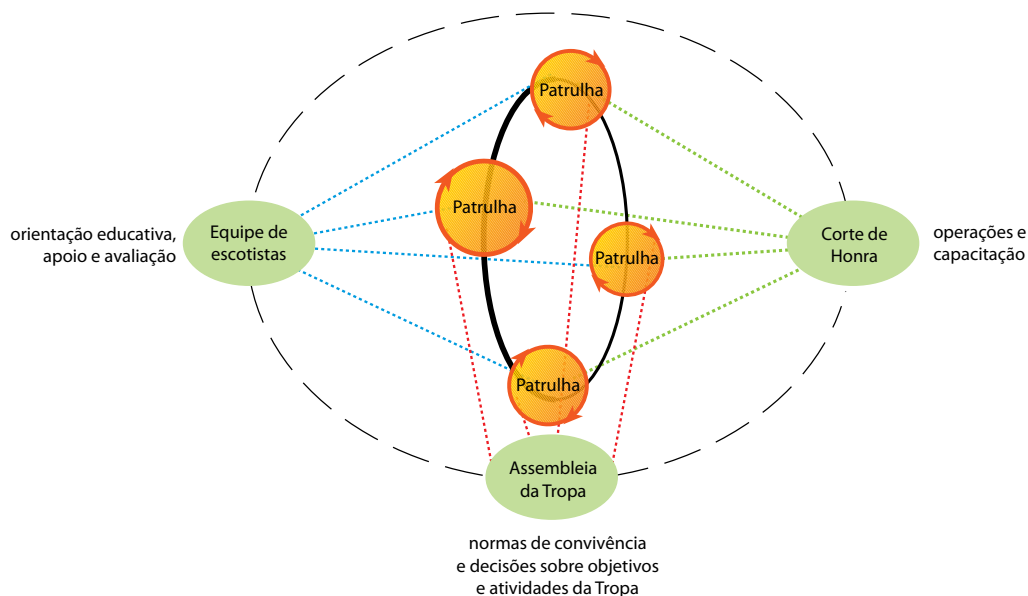 Patrulha
Patrulha
orientação educativa,
apoio e avaliação
Equipe de
escotistas
Patrulha
Corte de
Honra
operações e
capacitação
Patrulha
Assembleia
da Tropa
normas de convivência
e decisões sobre objetivos
e atividades da Tropa